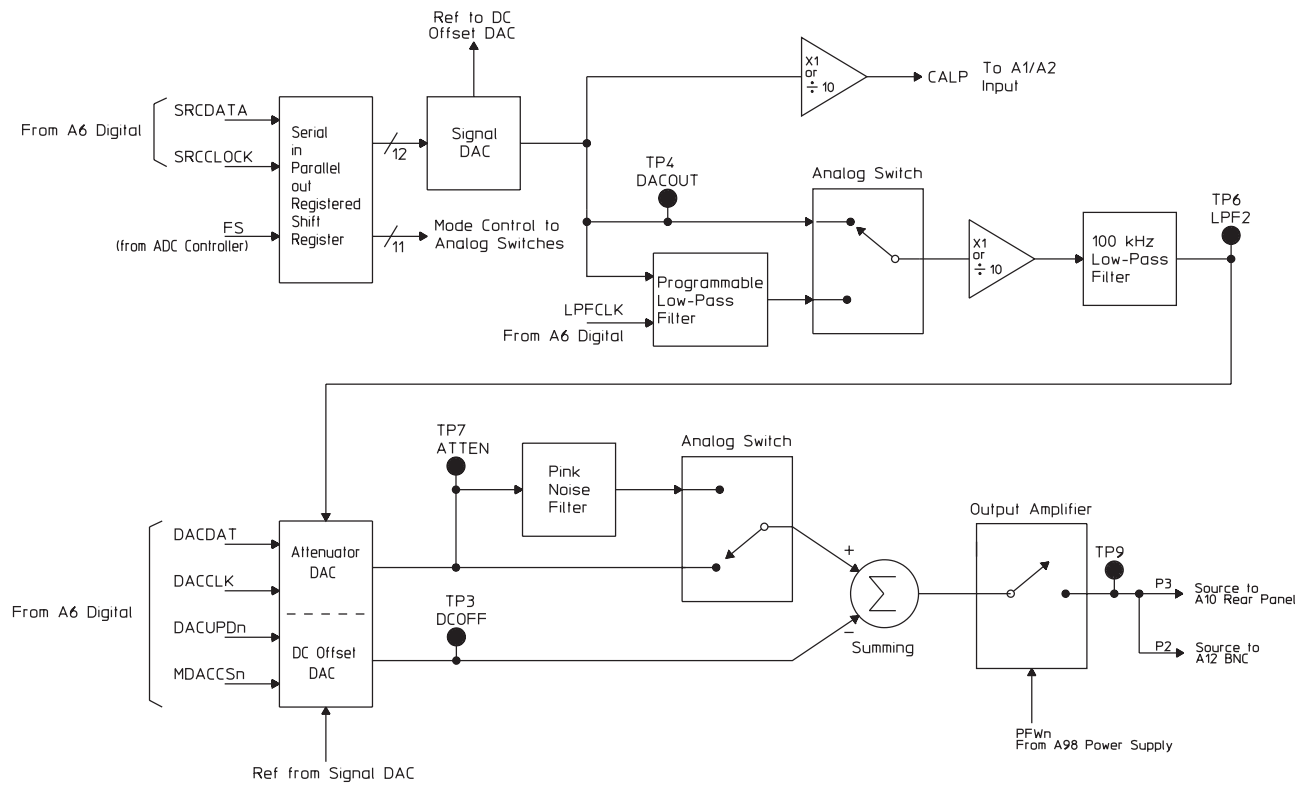 Ref to DC
Offset DAC
SRCDATA
From A6 Digital
SRCCLOCK
FS
(from ADC Controller)
Serial
in
Parallel
out
Registered
Shift
Register
12
11
Signal
DAC
Mode Control to
Analog Switches
X1
or
÷ 10
CALP
To A1/A2
Input
TP4
DACOUT
Analog Switch
Programmable
Low-Pass
Filter
LPFCLK
From A6 Digital
X1
or
÷ 10
100 kHz
Low-Pass
Filter
TP6
LPF2
TP7
ATTEN
Pink
Noise
Filter
Analog Switch
DACDAT
DACCLK
From A6 Digital
DACUPDn
MDACCSn
Attenuator
DAC
DC Offset
DAC
TP3
DCOFF
+
Σ
−
Summing
Output Amplifier
TP9
P3
Source to
A10 Rear Panel
P2
Source to
A12 BNC
PFWn
From A98 Power Supply
Ref from Signal DAC